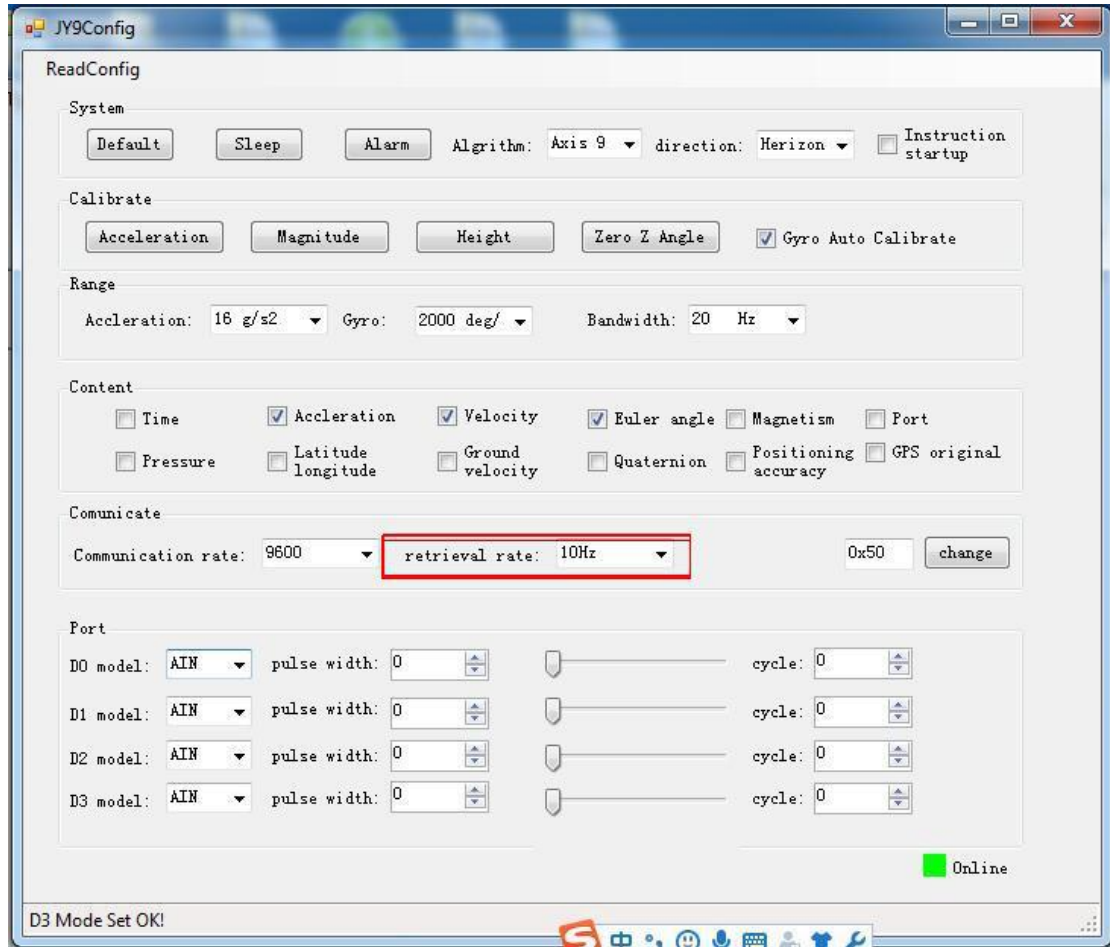 JY9Config
ReadConfig
System
Default Sleep Alarm Algrithm: Axis 9 direction: Herizon Instruction startup
Calibrate
Acceleration Magnitude Height Zero Z Angle Gyro Auto Calibrate
Range
Accleration: 16 g/s2 Gyro: 2000 deg/ Bandwidth: 20 Hz
Content
Time Accleration Velocity Euler angle Magnetism Port
Pressure Latitude longitude Ground velocity Quaternion Positioning accuracy GPS original
Comunicate
Communication rate: 9600 retrieval rate: 10Hz 0x50 change
Port
D0 model: AIN pulse width: 0 cycle: 0
D1 model: AIN pulse width: 0 cycle: 0
D2 model: AIN pulse width: 0 cycle: 0
D3 model: AIN pulse width: 0 cycle: 0
Online
D3 Mode Set OK!
S 中